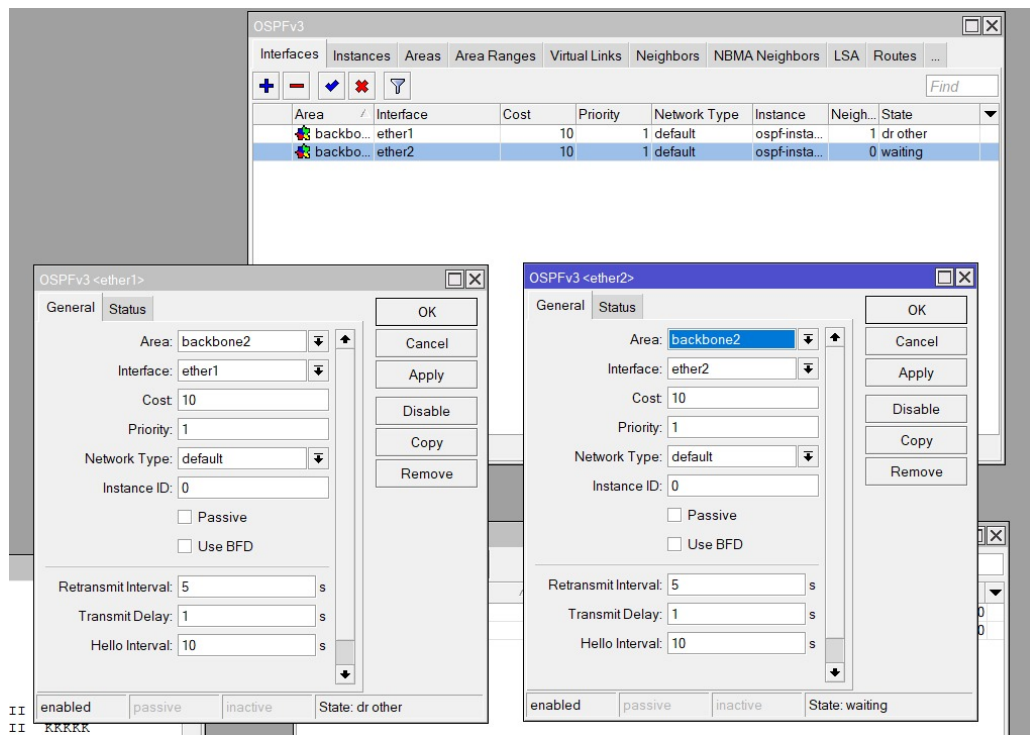 OSPFv3
Interfaces Instances Areas Area Ranges Virtual Links Neighbors NBMA Neighbors LSA Routes ...
Find
Area Interface Cost Priority Network Type Instance Neigh... State
backbo... ether1 10 1 default ospf-insta... 1 dr other
backbo... ether2 10 1 default ospf-insta... 0 waiting
OSPFv3 <ether1>
General Status
Area: backbone2
Interface: ether1
Cost: 10
Priority: 1
Network Type: default
Instance ID: 0
Passive
Use BFD
Retransmit Interval: 5 s
Transmit Delay: 1 s
Hello Interval: 10 s
OK
Cancel
Apply
Disable
Copy
Remove
enabled passive inactive State: dr other
OSPFv3 <ether2>
General Status
Area: backbone2
Interface: ether2
Cost: 10
Priority: 1
Network Type: default
Instance ID: 0
Passive
Use BFD
Retransmit Interval: 5 s
Transmit Delay: 1 s
Hello Interval: 10 s
OK
Cancel
Apply
Disable
Copy
Remove
enabled passive inactive State: waiting
0
0
II
II KKKKK